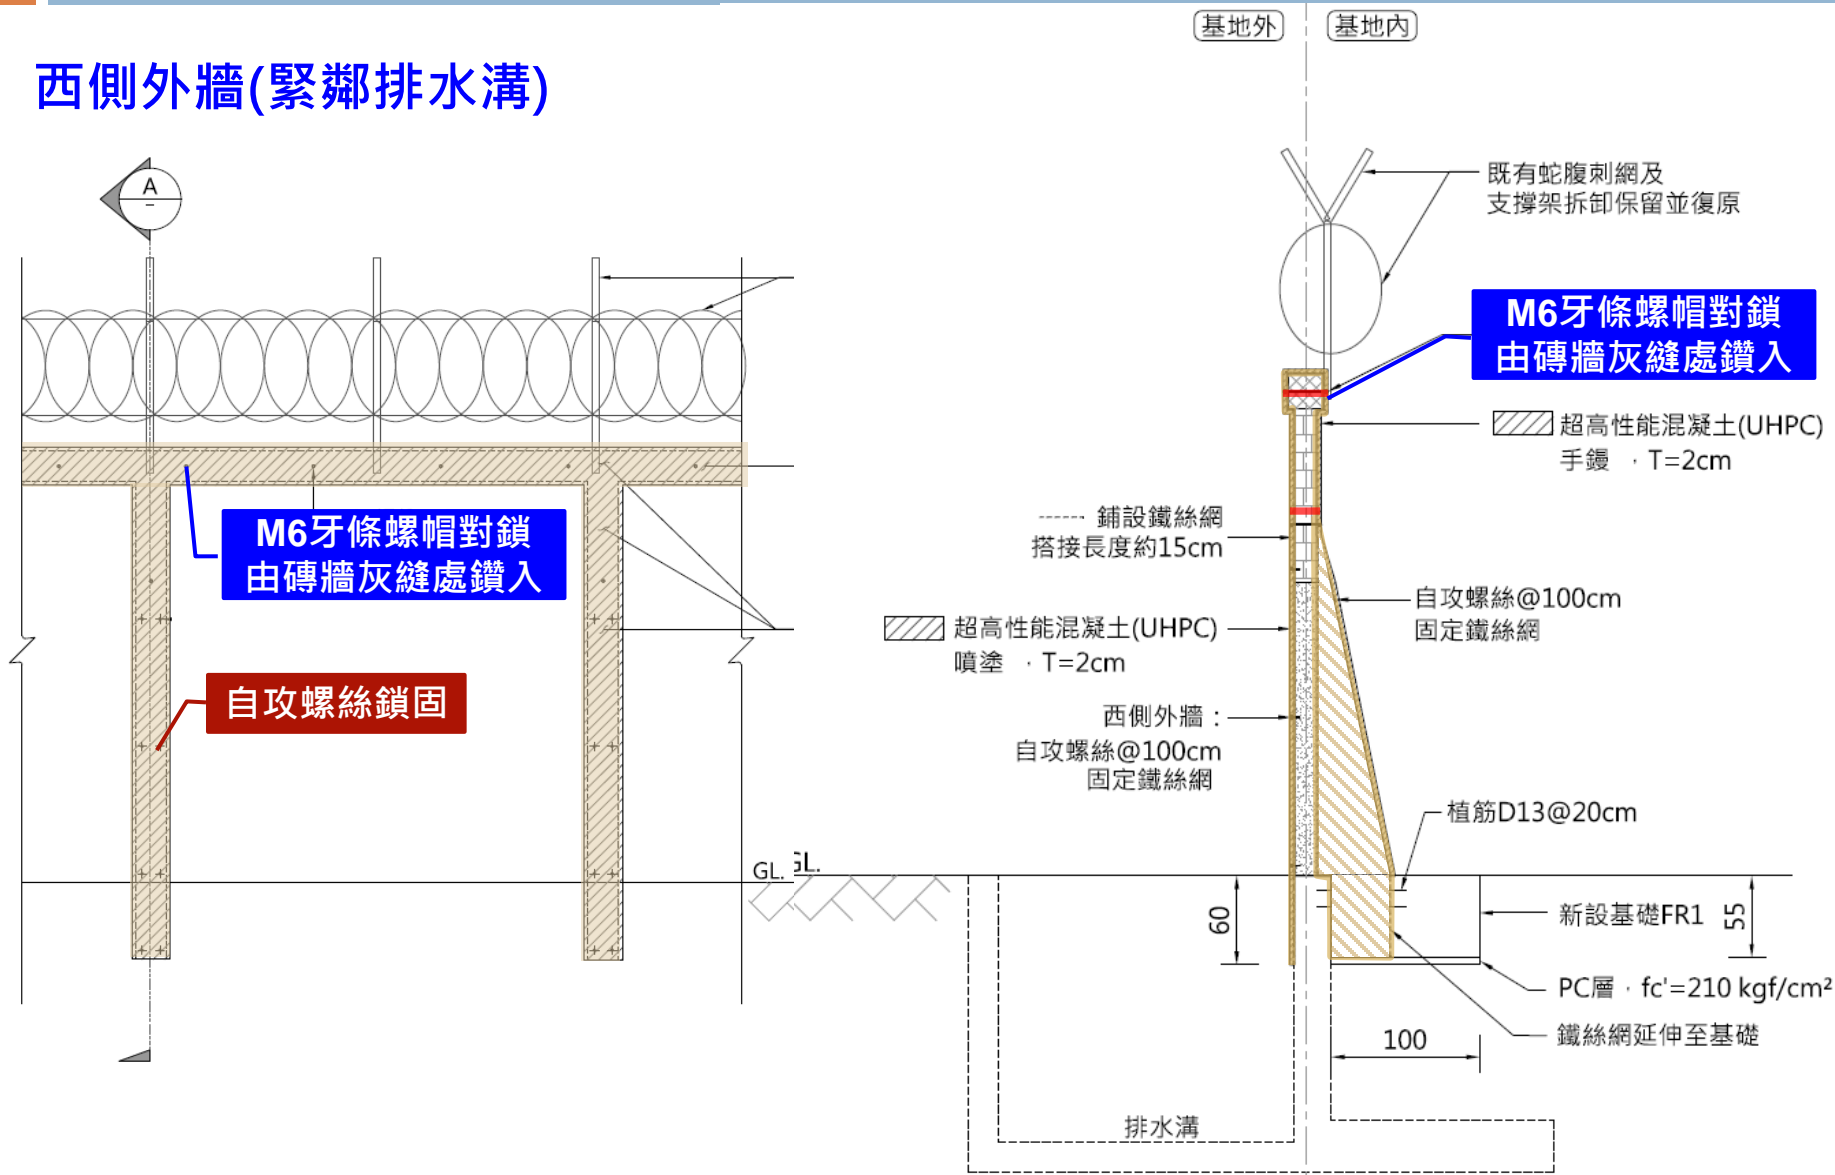 基地外
基地內
西側外牆(緊鄰排水溝)
A
既有蛇腹刺網及
支撐架拆卸保留並復原
M6牙條螺帽對鎖
由磚牆灰縫處鑽入
超高性能混凝土(UHPC)
手鏝 ，T=2cm
M6牙條螺帽對鎖
由磚牆灰縫處鑽入
鋪設鐵絲網
搭接長度約15cm
自攻螺絲@100cm
固定鐵絲網
超高性能混凝土(UHPC)
噴塗 ，T=2cm
自攻螺絲鎖固
西側外牆：
自攻螺絲@100cm
固定鐵絲網
植筋D13@20cm
GL.
GL.
60
新設基礎FR1
55
PC層，fc'=210 kgf/cm²
鐵絲網延伸至基礎
100
排水溝